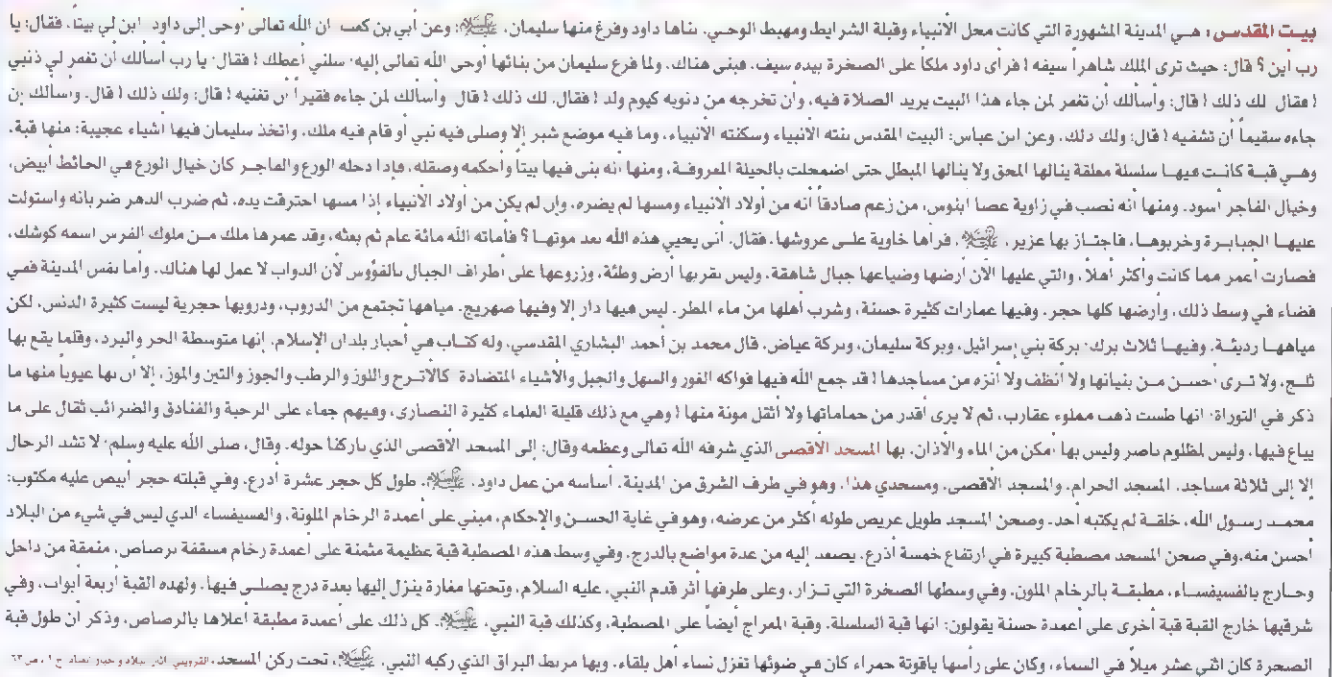 بيت المقدس؛ هي المدينة المشهورة التي كانت محل الأنبياء وقبلة الشرايط ومهبط الوحي. بناها داود وفرغ منها سليمان، عليه السلام؛ وعن أبي بن كعب ان الله تعالى أوحى إلى داود ابن لي بيتا. فقال: يا
رب اين؟ قال: حيث ترى الملك شاهراً سيفه! فرأى داود ملكاً على الصخرة بيده سيف، فبنى هناك. ولما فرغ سليمان من بنائها أوحى الله تعالى إليه: سلني أعطك! فقال: يا رب أسألك أن تغفر لي ذنبي
! فقال لك ذلك! قال: وأسألك أن تغفر لمن جاء هذا البيت يريد الصلاة فيه، وأن تخرجه من ذنوبه كيوم ولد! فقال، لك ذلك! قال وأسألك لمن جاءه فقيراً أن تغنيه! قال: ولك ذلك! قال. وأسألك إن
جاءه سقيماً أن تشفيه! قال: ولك ذلك. وعن ابن عباس: البيت المقدس بنته الأنبياء وسكنته الأنبياء، وما فيه موضع شبر إلا وصلى فيه نبي أو قام فيه ملك. واتخذ سليمان فيها أشياء عجيبة: منها قبة.
وهي قبة كانت فيها سلسلة معلقة ينالها المحق ولا ينالها المبطل حتى اضمحلت بالحيلة المعروفة، ومنها أنه بنى فيها بيتاً وأحكمه وصقله، فإذا دخله الورع والفاجر كان خيال الورع في الحائط أبيض،
وخيال الفاجر أسود. ومنها أنه نصب في زاوية عصا ابنوس، من زعم صادقاً أنه من أولاد الأنبياء ومسها لم يضره، وإن لم يكن من أولاد الأنبياء إذا مسها احترقت يده. ثم ضرب الدهر ضربانه واستولت
عليها الجبابرة وخربوها، فاجتاز بها عزير، عليه السلام، فرآها خاوية على عروشها، فقال. أنى يحيي هذه الله بعد موتها؟ فأماته الله مائة عام ثم بعثه، وقد عمرها ملك من ملوك الفرس اسمه كوشك،
فصارت أعمر مما كانت وأكثر أهلاً، والتي عليها الآن أرضها وضياعها جبال شاهقة، وليس بقربها أرض وطئة، وزروعها على أطراف الجبال بالفؤوس لأن الدواب لا عمل لها هنالك. وأما نفس المدينة ففي
فضاء في وسط ذلك، وأرضها كلها حجر، وفيها عمارات كثيرة حسنة، وشرب أهلها من ماء المطر. ليس فيها دار إلا وفيها صهريج. مياهها تجتمع من الدروب، ودروبها حجرية ليست كثيرة الدنس، لكن
مياهها رديئة. وفيها ثلاث برك: بركة بني إسرائيل، وبركة سليمان، وبركة عياض. قال محمد بن أحمد البشاري المقدسي، وله كتاب في أخبار بلدان الإسلام، إنها متوسطة الحر والبرد، وقلما يقع بها
ثلج، ولا ترى أحسن من بنيانها ولا أنظف ولا أنزه من مساجدها! قد جمع الله فيها فواكه الغور والسهل والجبل والأشياء المتضادة كالأترج واللوز والرطب والجوز والتين والموز، إلا أن بها عيوباً منها ما
ذكر في التوراة: انها طست ذهب مملوء عقارب، ثم لا يرى أقدر من حماماتها ولا أثقل مونة منها! وهي مع ذلك قليلة العلماء كثيرة النصارى، وفيهم جماء على الرحبة والفنادق والضرائب ثقال على ما
يباع فيها، وليس لمظلوم ناصر وليس بها أمكن من الماء والأذان. بها المسجد الأقصى الذي شرفه الله تعالى وعظمه وقال: إلى المسجد الأقصى الذي باركنا حوله. وقال، صلى الله عليه وسلم: لا تشد الرحال
إلا إلى ثلاثة مساجد، المسجد الحرام، والمسجد الأقصى، ومسجدي هذا. وهو في طرف الشرق من المدينة، أساسه من عمل داود، عليه السلام، طول كل حجر عشرة أذرع، وفي قبلته حجر أبيض عليه مكتوب:
محمد رسول الله، خلقة لم يكتبه أحد. وصحن المسجد طويل عريض طوله أكثر من عرضه، وهو في غاية الحسن والإحكام، مبني على أعمدة الرخام الملونة، والفسيفساء الذي ليس في شيء من البلاد
أحسن منه، وفي صحن المسجد مصطبة كبيرة في ارتفاع خمسة أذرع، يصعد إليه من عدة مواضع بالدرج. وفي وسط هذه المصطبة قبة عظيمة مثمنة على أعمدة رخام مسقفة برصاص، منمقة من داخل
وخارج بالفسيفساء، مطبقة بالرخام الملون. وفي وسطها الصخرة التي تزار، وعلى طرفها أثر قدم النبي، عليه السلام، وتحتها مغارة ينزل إليها بعدة درج يصلى فيها. ولهذه القبة أربعة أبواب، وفي
شرقيها خارج القبة قبة أخرى على أعمدة حسنة يقولون: انها قبة السلسلة. وقبة المعراج أيضاً على المصطبة، وكذلك قبة النبي، عليه السلام. كل ذلك على أعمدة مطبقة أعلاها بالرصاص، وذكر أن طول قبة
الصخرة كان اثني عشر ميلاً في السماء، وكان على رأسها ياقوتة حمراء كان في ضوئها تغزل نساء أهل بلقاء. وبها مربط البراق الذي ركبه النبي، عليه السلام، تحت ركن المسجد. القزويني